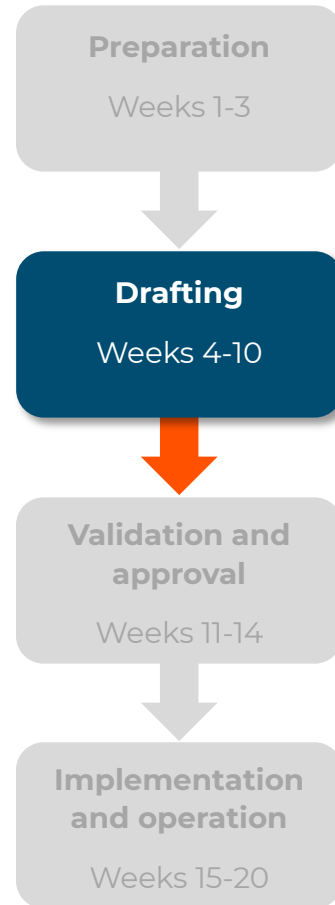 Preparation
Weeks 1-3
Drafting
Weeks 4-10
Validation and
approval
Weeks 11-14
Implementation
and operation
Weeks 15-20